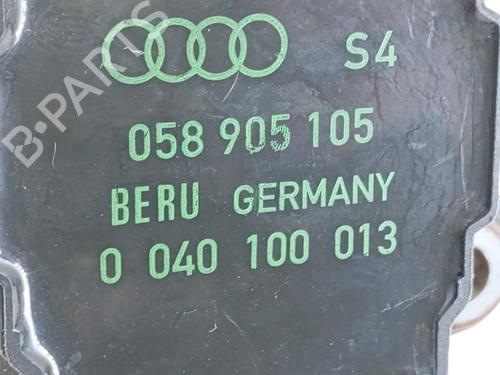 B-PARTS
S4
058 905 105
BERU GERMANY
0 040 100 013